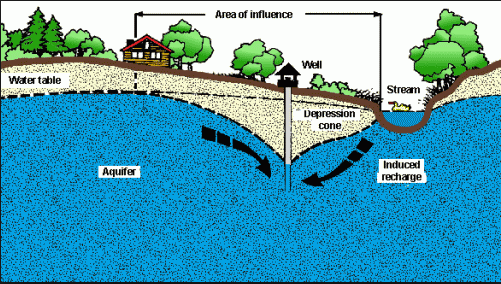 Area of influence
Water table
Well
Stream
Depression
cone
Aquifer
Induced
recharge